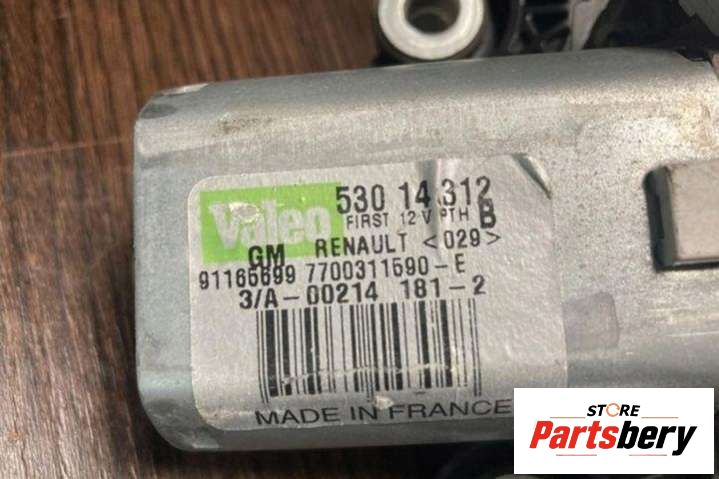 Valeo 530 14 312
FIRST 12 V PTH B
GM RENAULT <029>
91165699 7700311590-E
3/A-00214 181-2
MADE IN FRANCE
STORE
Partsbery